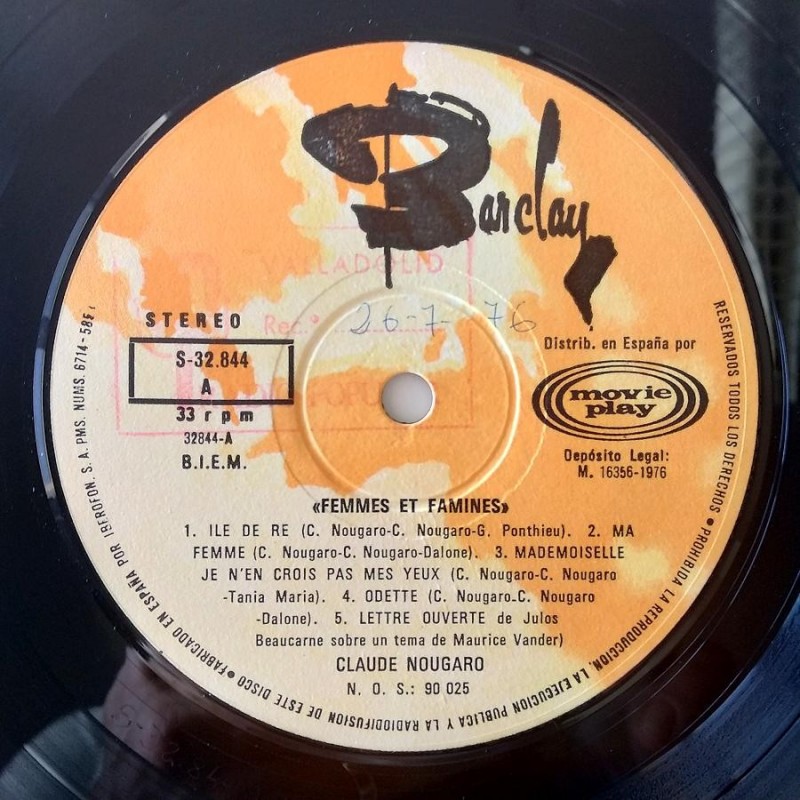 Barclay
VALLADOLID
Rec.º 26-7-76
STEREO
S-32.844
A
33 rpm
32844-A
B.I.E.M.
Distrib. en España por
movie
play
Depósito Legal:
M. 16356-1976
«FEMMES ET FAMINES»
1. ILE DE RE (C. Nougaro-C. Nougaro-G. Ponthieu). 2. MA
FEMME (C. Nougaro-C. Nougaro-Dalone). 3. MADEMOISELLE
JE N'EN CROIS PAS MES YEUX (C. Nougaro-C. Nougaro
-Tania Maria). 4. ODETTE (C. Nougaro-C. Nougaro
-Dalone). 5. LETTRE OUVERTE de Julos
Beaucarne sobre un tema de Maurice Vander)
CLAUDE NOUGARO
N. O. S.: 90 025
RESERVADOS TODOS LOS DERECHOS • PROHIBIDA LA REPRODUCCION, LA EJECUCION PUBLICA Y LA RADIODIFUSION DE ESTE DISCO • FABRICADO EN ESPAÑA POR IBEROFON. S. A. PMS. NUMS. 6714-585